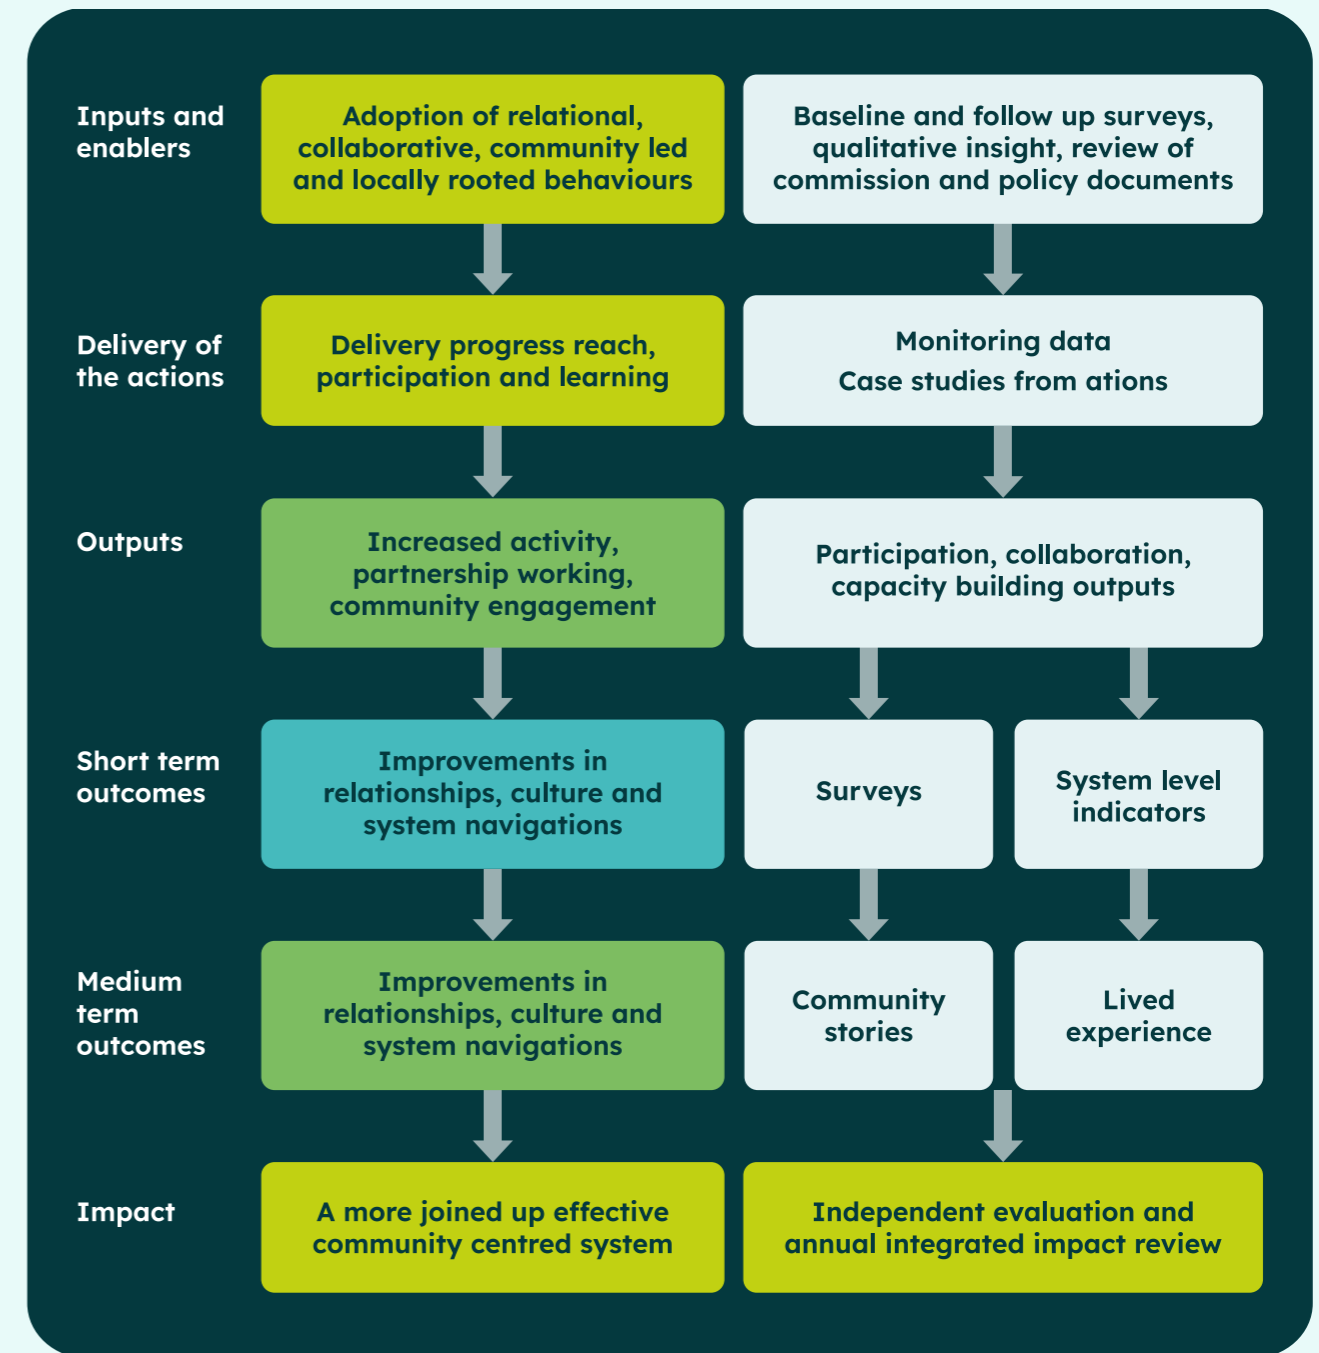 Inputs and
enablers
Adoption of relational,
collaborative, community led
and locally rooted behaviours
Baseline and follow up surveys,
qualitative insight, review of
commission and policy documents
Delivery of
the actions
Delivery progress reach,
participation and learning
Monitoring data
Case studies from ations
Outputs
Increased activity,
partnership working,
community engagement
Participation, collaboration,
capacity building outputs
Short term
outcomes
Improvements in
relationships, culture and
system navigations
Surveys
System level
indicators
Medium
term
outcomes
Improvements in
relationships, culture and
system navigations
Community
stories
Lived
experience
Impact
A more joined up effective
community centred system
Independent evaluation and
annual integrated impact review